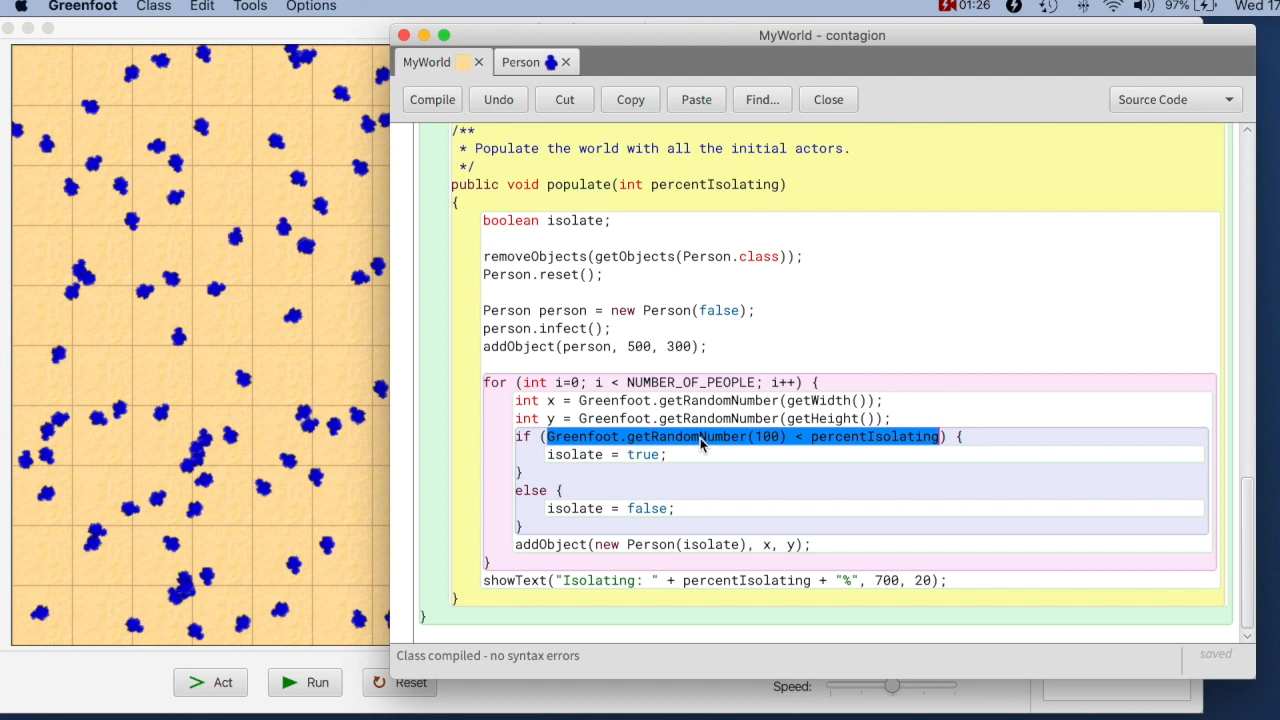 Greenfoot Class Edit Tools Options 01:26 97% Wed 17
MyWorld - contagion
MyWorld × Person ×
Compile Undo Cut Copy Paste Find... Close Source Code
/**
* Populate the world with all the initial actors.
*/
public void populate(int percentIsolating)
{
boolean isolate;
removeObjects(getObjects(Person.class));
Person.reset();
Person person = new Person(false);
person.infect();
addObject(person, 500, 300);
for (int i=0; i < NUMBER_OF_PEOPLE; i++) {
int x = Greenfoot.getRandomNumber(getWidth());
int y = Greenfoot.getRandomNumber(getHeight());
if (Greenfoot.getRandomNumber(100) < percentIsolating) {
isolate = true;
}
else {
isolate = false;
}
addObject(new Person(isolate), x, y);
}
showText("Isolating: " + percentIsolating + "%", 700, 20);
}
}
Class compiled - no syntax errors
saved
Act Run Reset Speed: